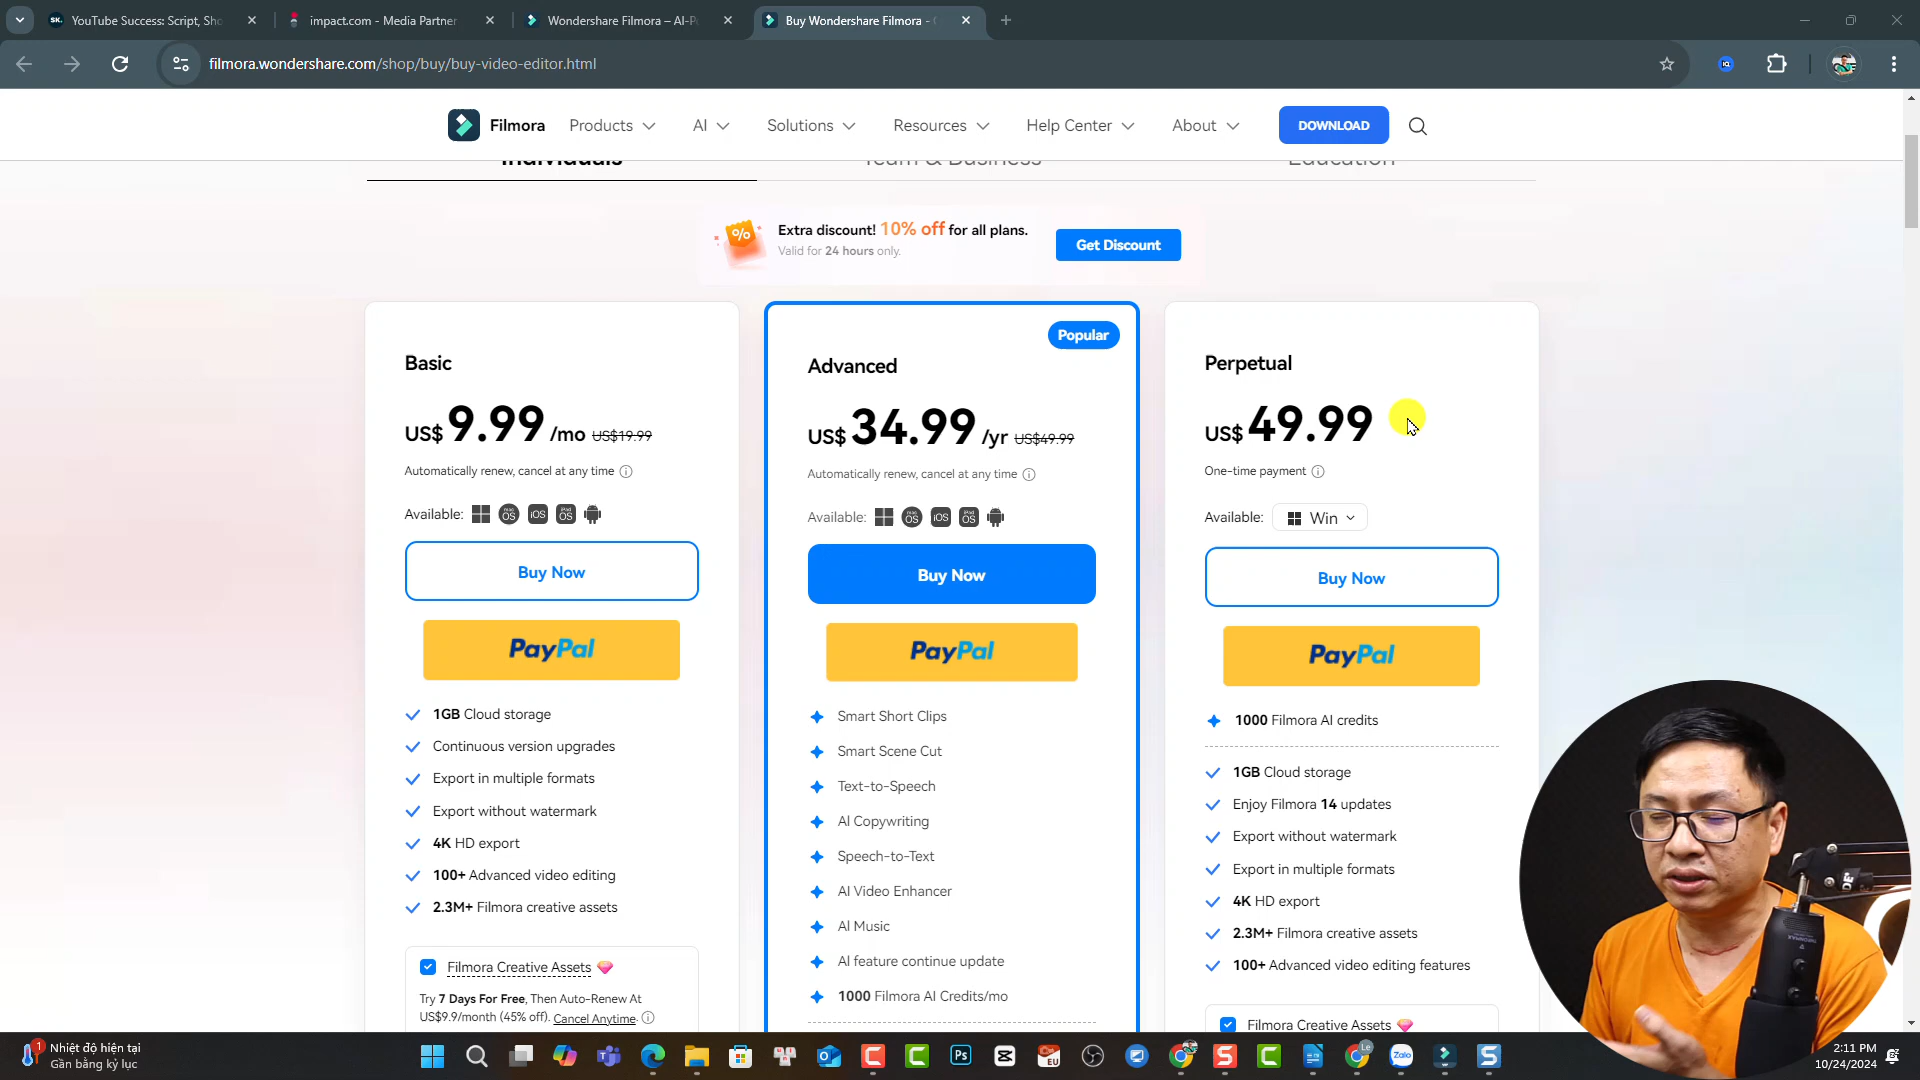 YouTube Success: Script, Sho
impact.com - Media Partner
Wondershare Filmora – AI-P
Buy Wondershare Filmora -
filmora.wondershare.com/shop/buy/buy-video-editor.html
Filmora Products AI Solutions Resources Help Center About DOWNLOAD
Individuals Team & Business Education
Extra discount! 10% off for all plans.
Valid for 24 hours only.
Get Discount
Basic
US$ 9.99 /mo US$19.99
Automatically renew, cancel at any time
Available:
Buy Now
PayPal
1GB Cloud storage
Continuous version upgrades
Export in multiple formats
Export without watermark
4K HD export
100+ Advanced video editing
2.3M+ Filmora creative assets
Filmora Creative Assets
Try 7 Days For Free, Then Auto-Renew At
US$9.9/month (45% off). Cancel Anytime.
Popular
Advanced
US$ 34.99 /yr US$49.99
Automatically renew, cancel at any time
Available:
Buy Now
PayPal
Smart Short Clips
Smart Scene Cut
Text-to-Speech
AI Copywriting
Speech-to-Text
AI Video Enhancer
AI Music
AI feature continue update
1000 Filmora AI Credits/mo
Perpetual
US$ 49.99
One-time payment
Available: Win
Buy Now
PayPal
1000 Filmora AI credits
1GB Cloud storage
Enjoy Filmora 14 updates
Export without watermark
Export in multiple formats
4K HD export
2.3M+ Filmora creative assets
100+ Advanced video editing features
Filmora Creative Assets
Nhiệt độ hiện tại
Gần bằng kỷ lục
2:11 PM
10/24/2024